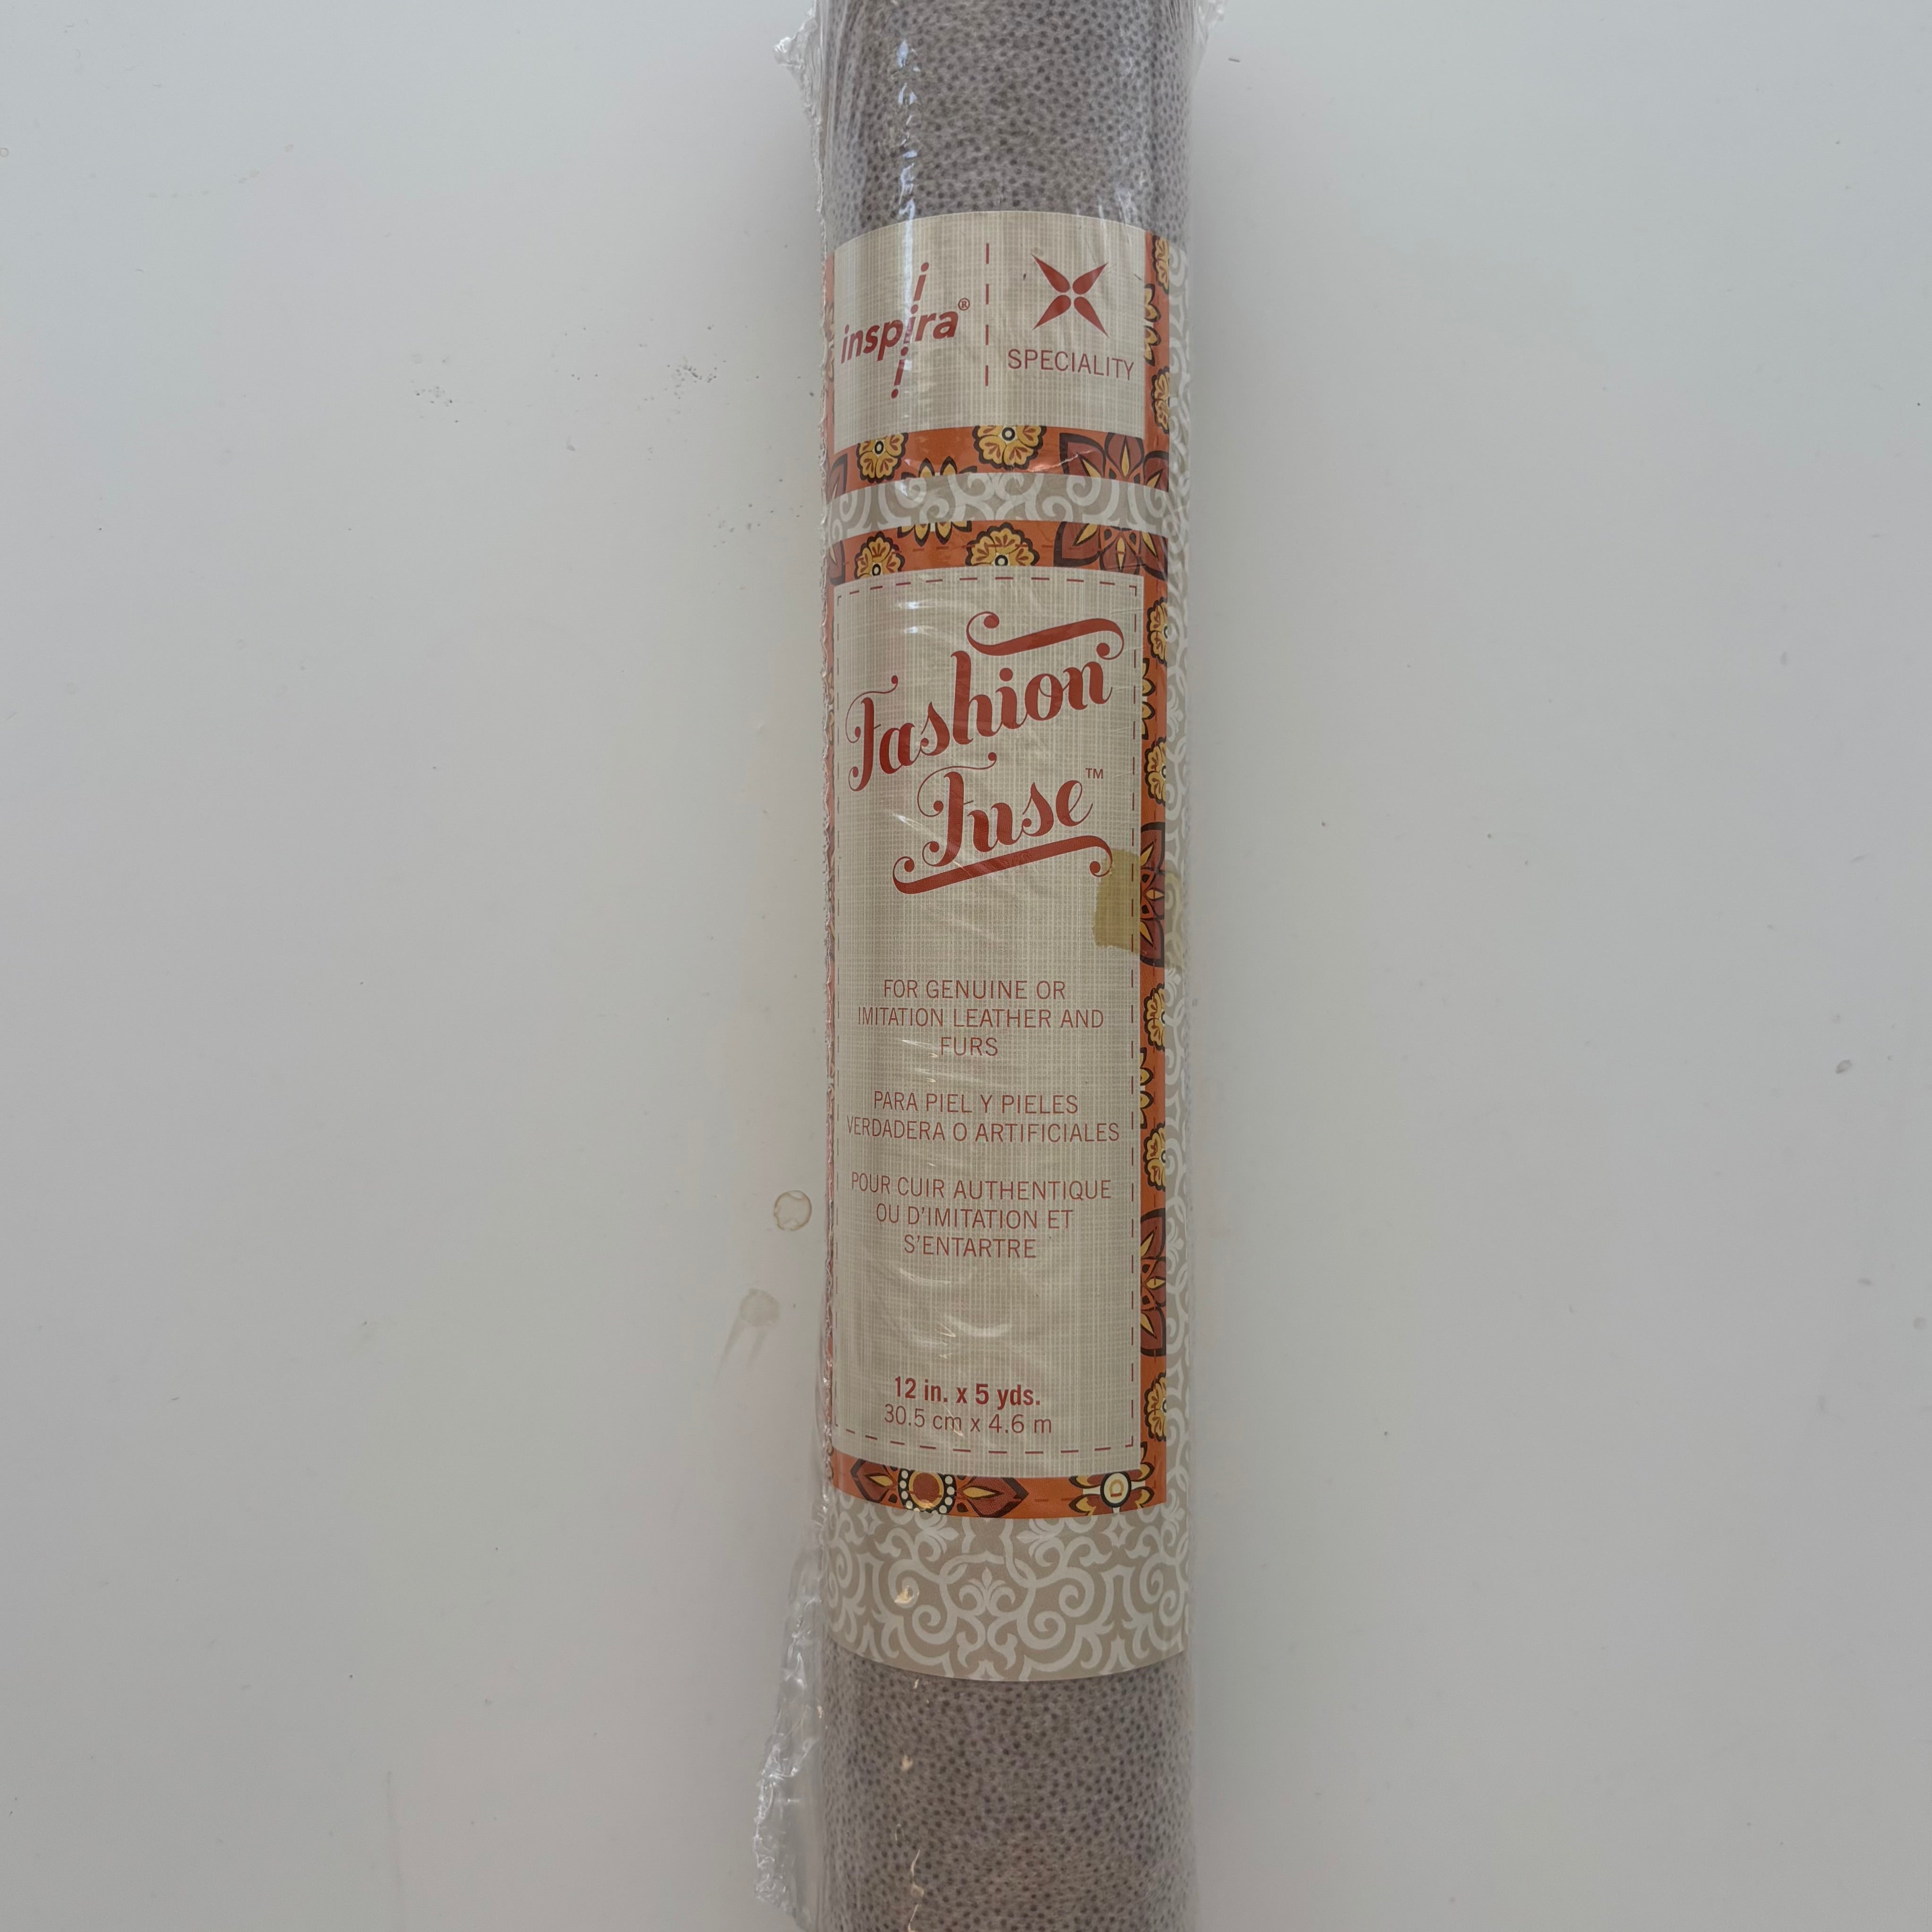 inspira®
SPECIALITY
Fashion
Fuse™
FOR GENUINE OR
IMITATION LEATHER AND
FURS
PARA PIEL Y PIELES
VERDADERA O ARTIFICIALES
POUR CUIR AUTHENTIQUE
OU D'IMITATION ET
S'ENTARTRE
12 in. x 5 yds.
30.5 cm x 4.6 m